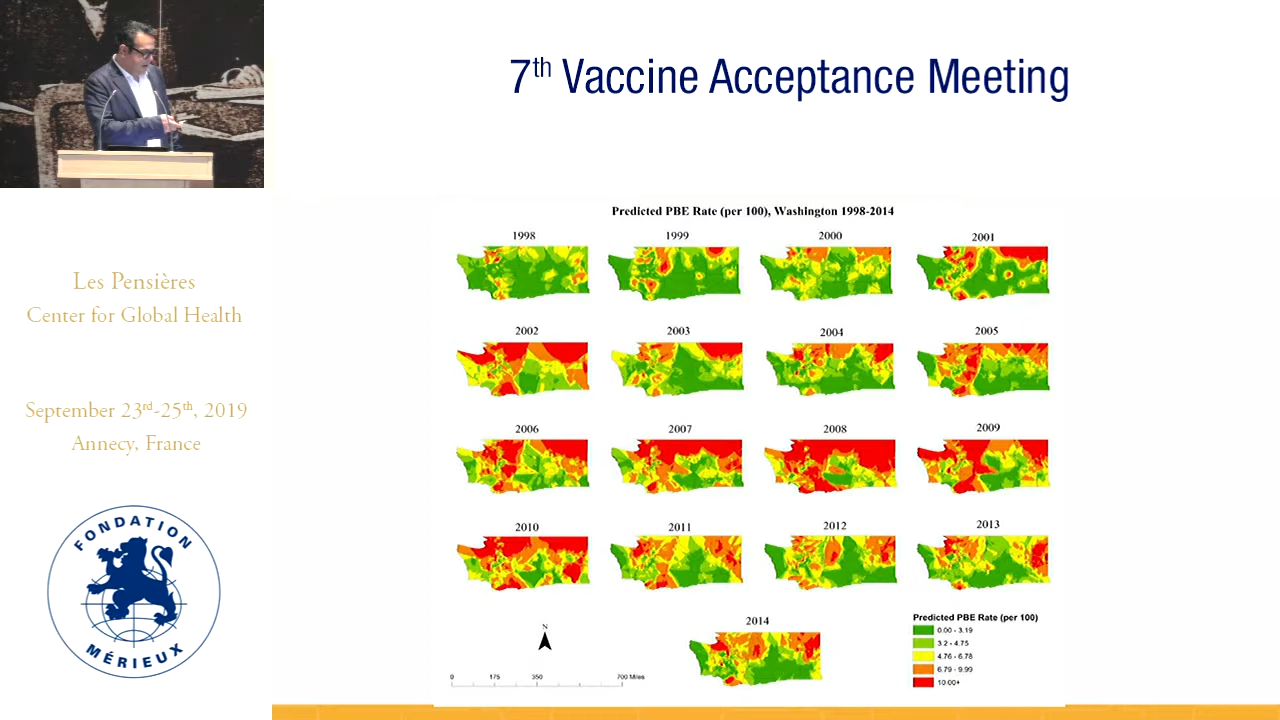 7th Vaccine Acceptance Meeting
Les Pensières
Center for Global Health
September 23rd-25th, 2019
Annecy, France
FONDATION
MÉRIEUX
Predicted PBE Rate (per 100), Washington 1998-2014
1998
1999
2000
2001
2002
2003
2004
2005
2006
2007
2008
2009
2010
2011
2012
2013
2014
N
0 175 350 700 Miles
Predicted PBE Rate (per 100)
0.00 - 3.19
3.2 - 4.75
4.76 - 6.78
6.79 - 9.99
10.00+